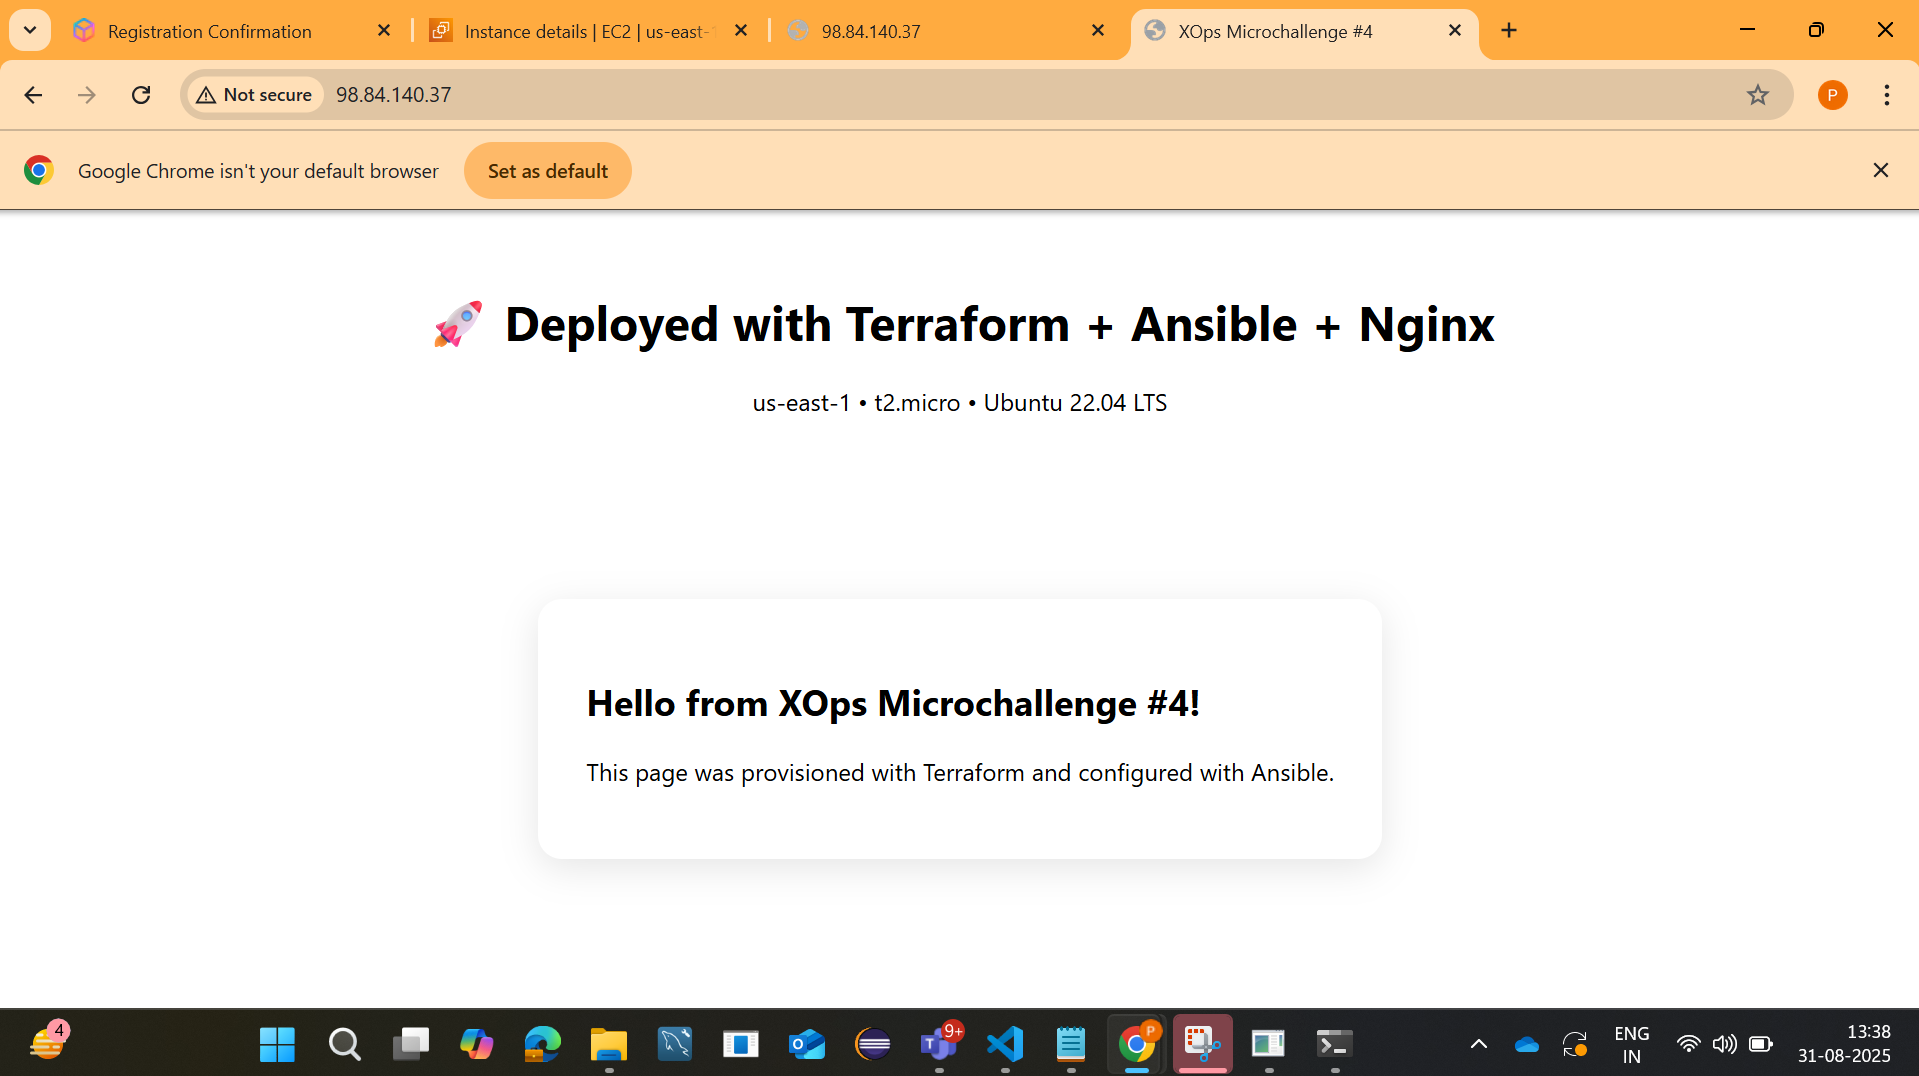 Registration Confirmation
Instance details | EC2 | us-east-1
98.84.140.37
XOps Microchallenge #4
Not secure
98.84.140.37
P
Google Chrome isn't your default browser
Set as default
🚀 Deployed with Terraform + Ansible + Nginx
us-east-1 • t2.micro • Ubuntu 22.04 LTS
Hello from XOps Microchallenge #4!
This page was provisioned with Terraform and configured with Ansible.
4
9+
P
ENG
IN
13:38
31-08-2025